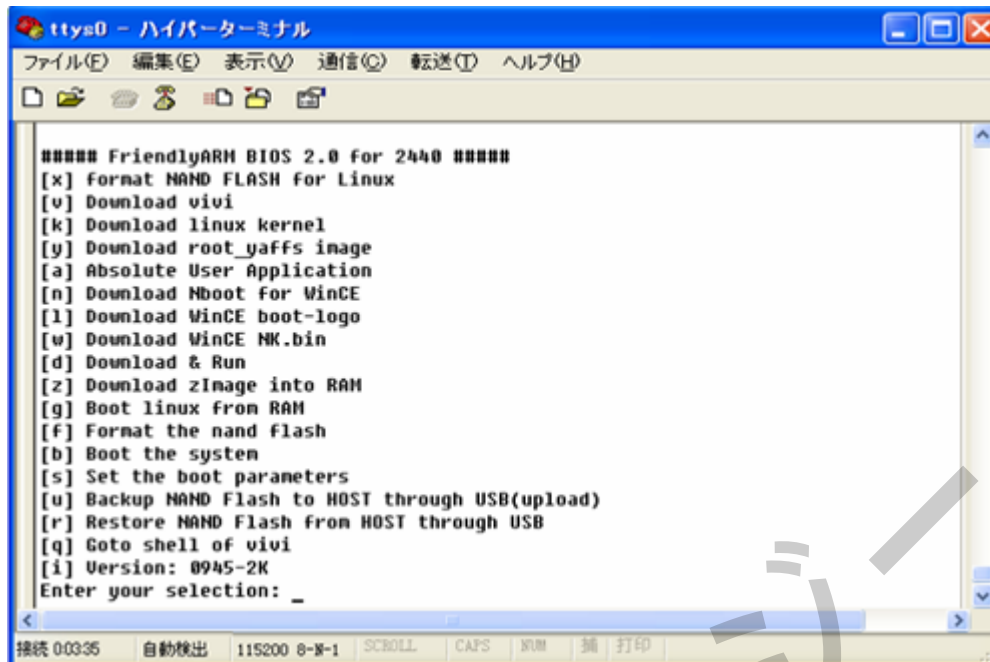 ttys0 - ハイパーターミナル
ファイル(F) 編集(E) 表示(V) 通信(C) 転送(T) ヘルプ(H)
##### FriendlyARM BIOS 2.0 for 2440 #####
[x] format NAND FLASH for Linux
[v] Download vivi
[k] Download linux kernel
[y] Download root_yaffs image
[a] Absolute User Application
[n] Download Nboot for WinCE
[l] Download WinCE boot-logo
[w] Download WinCE NK.bin
[d] Download & Run
[z] Download zImage into RAM
[g] Boot linux from RAM
[f] Format the nand flash
[b] Boot the system
[s] Set the boot parameters
[u] Backup NAND Flash to HOST through USB(upload)
[r] Restore NAND Flash from HOST through USB
[q] Goto shell of vivi
[i] Version: 0945-2K
Enter your selection: _
接続 0:03:35 自動検出 115200 8-N-1 SCROLL CAPS NUM 捕 打印